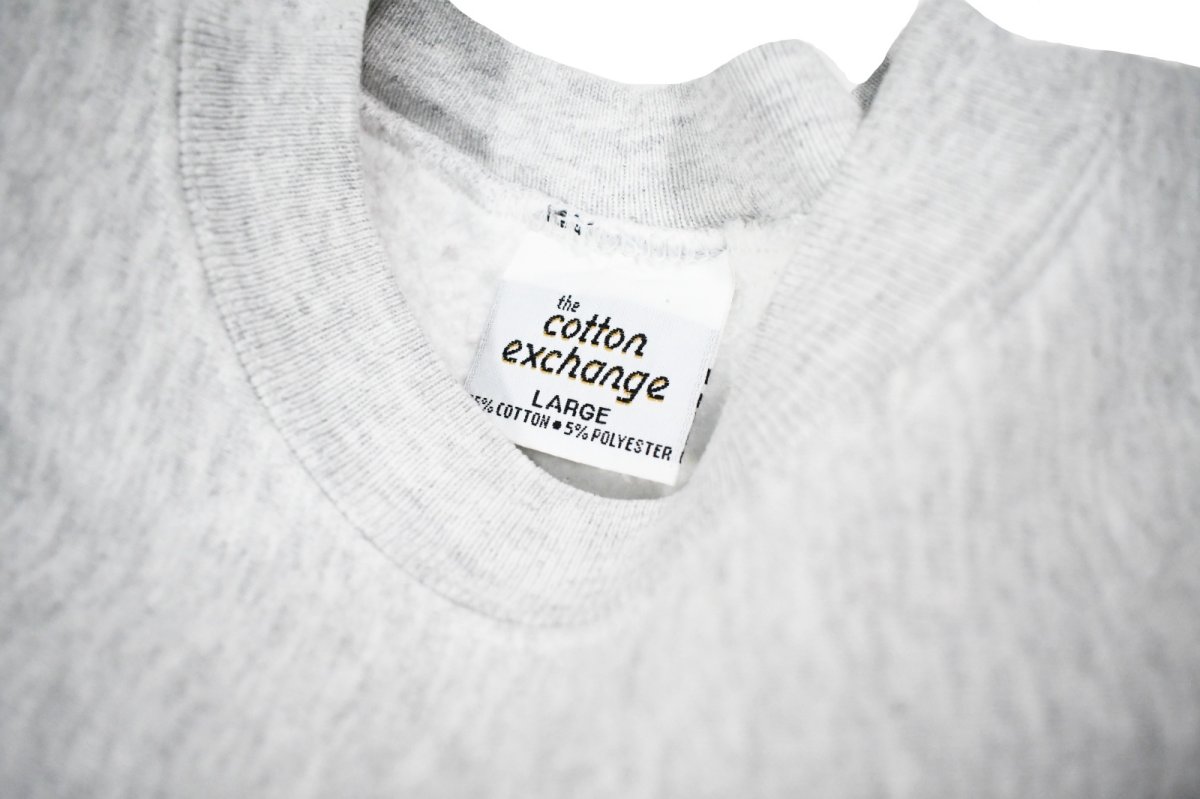 the
cotton
exchange
LARGE
5% COTTON • 5% POLYESTER